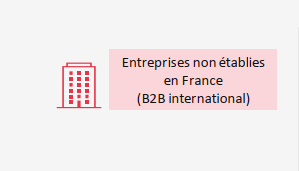 Entreprises non établies
en France
(B2B international)